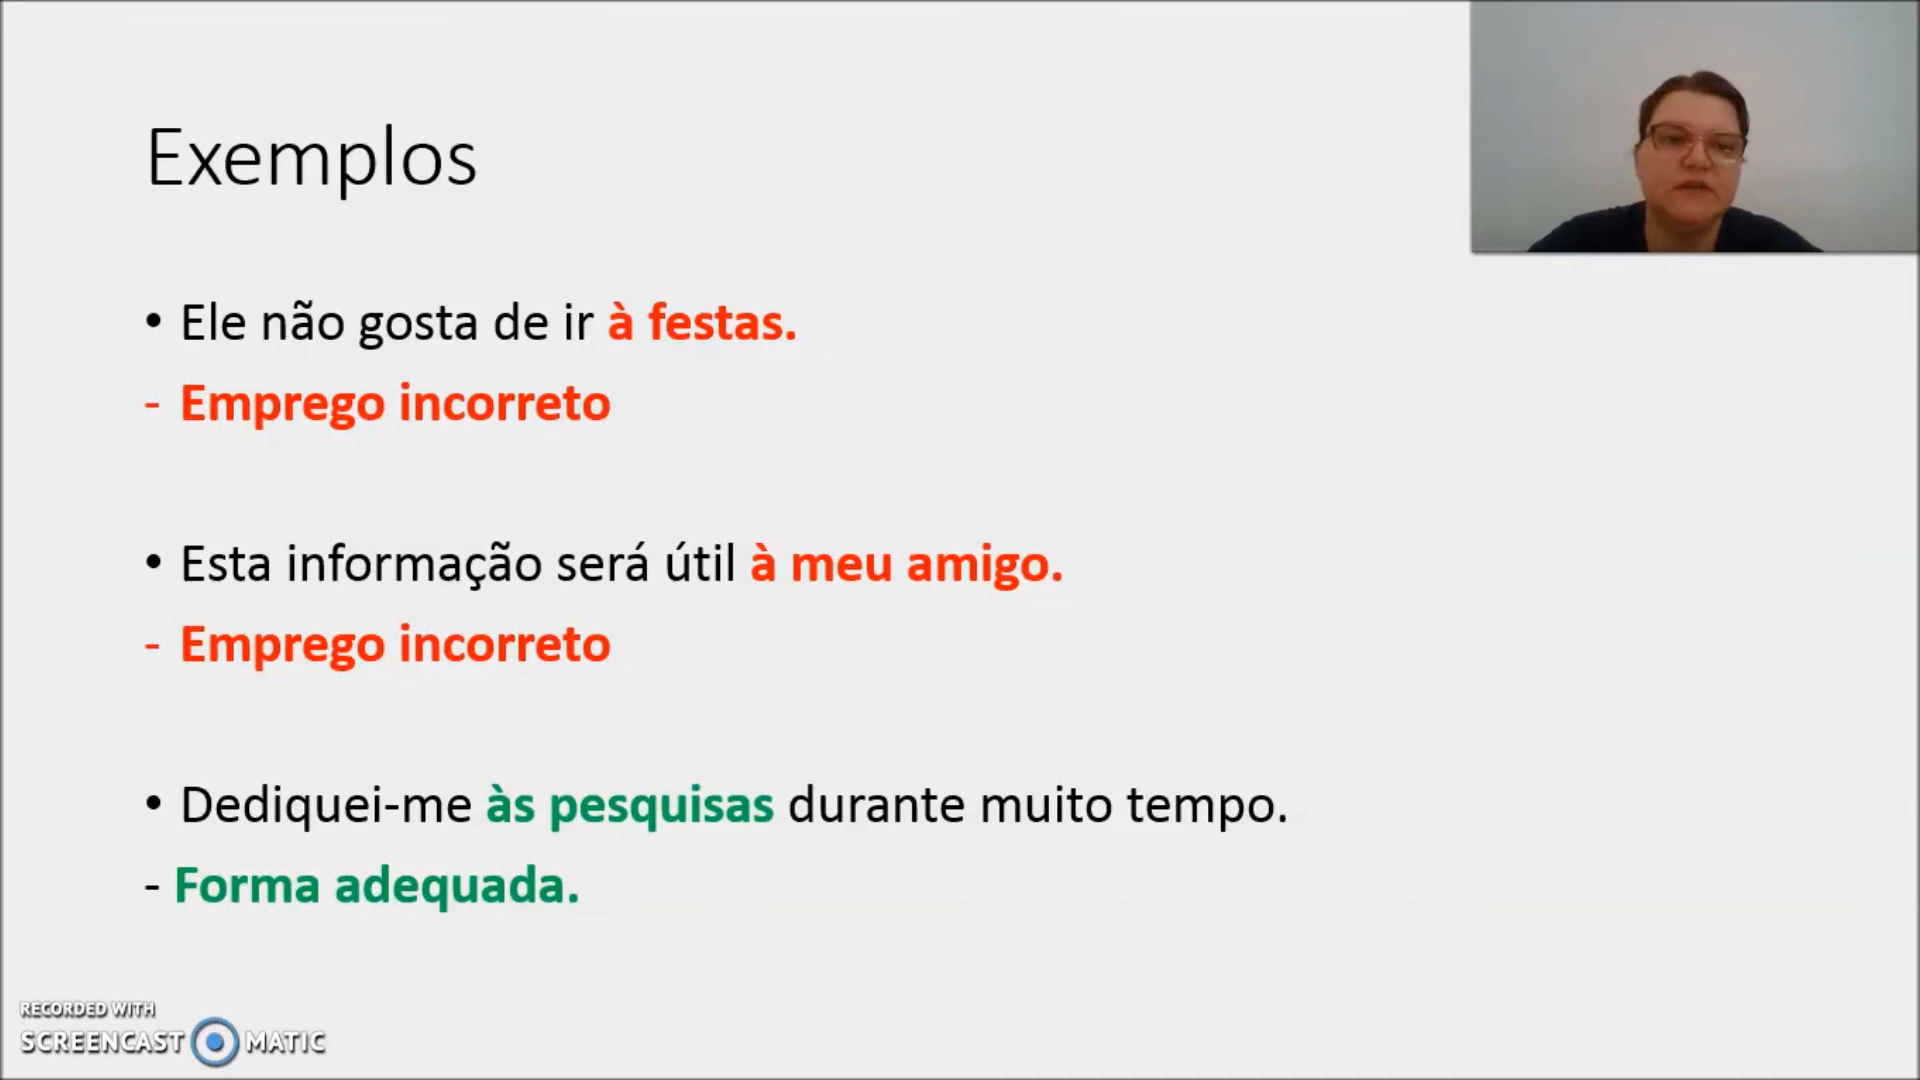 Exemplos
• Ele não gosta de ir à festas.
- Emprego incorreto
• Esta informação será útil à meu amigo.
- Emprego incorreto
• Dediquei-me às pesquisas durante muito tempo.
- Forma adequada.
RECORDED WITH
SCREENCAST MATIC